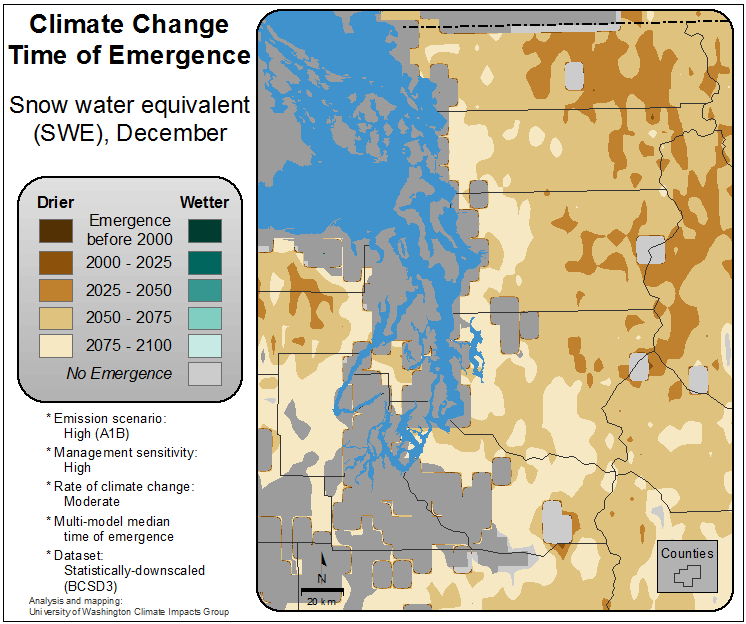 Climate Change
Time of Emergence
Snow water equivalent
(SWE), December
Drier
Wetter
Emergence
before 2000
2000 - 2025
2025 - 2050
2050 - 2075
2075 - 2100
No Emergence
* Emission scenario:
High (A1B)
* Management sensitivity:
High
* Rate of climate change:
Moderate
* Multi-model median
time of emergence
* Dataset:
Statistically-downscaled
(BCSD3)
Analysis and mapping:
University of Washington Climate Impacts Group
N
20 km
Counties